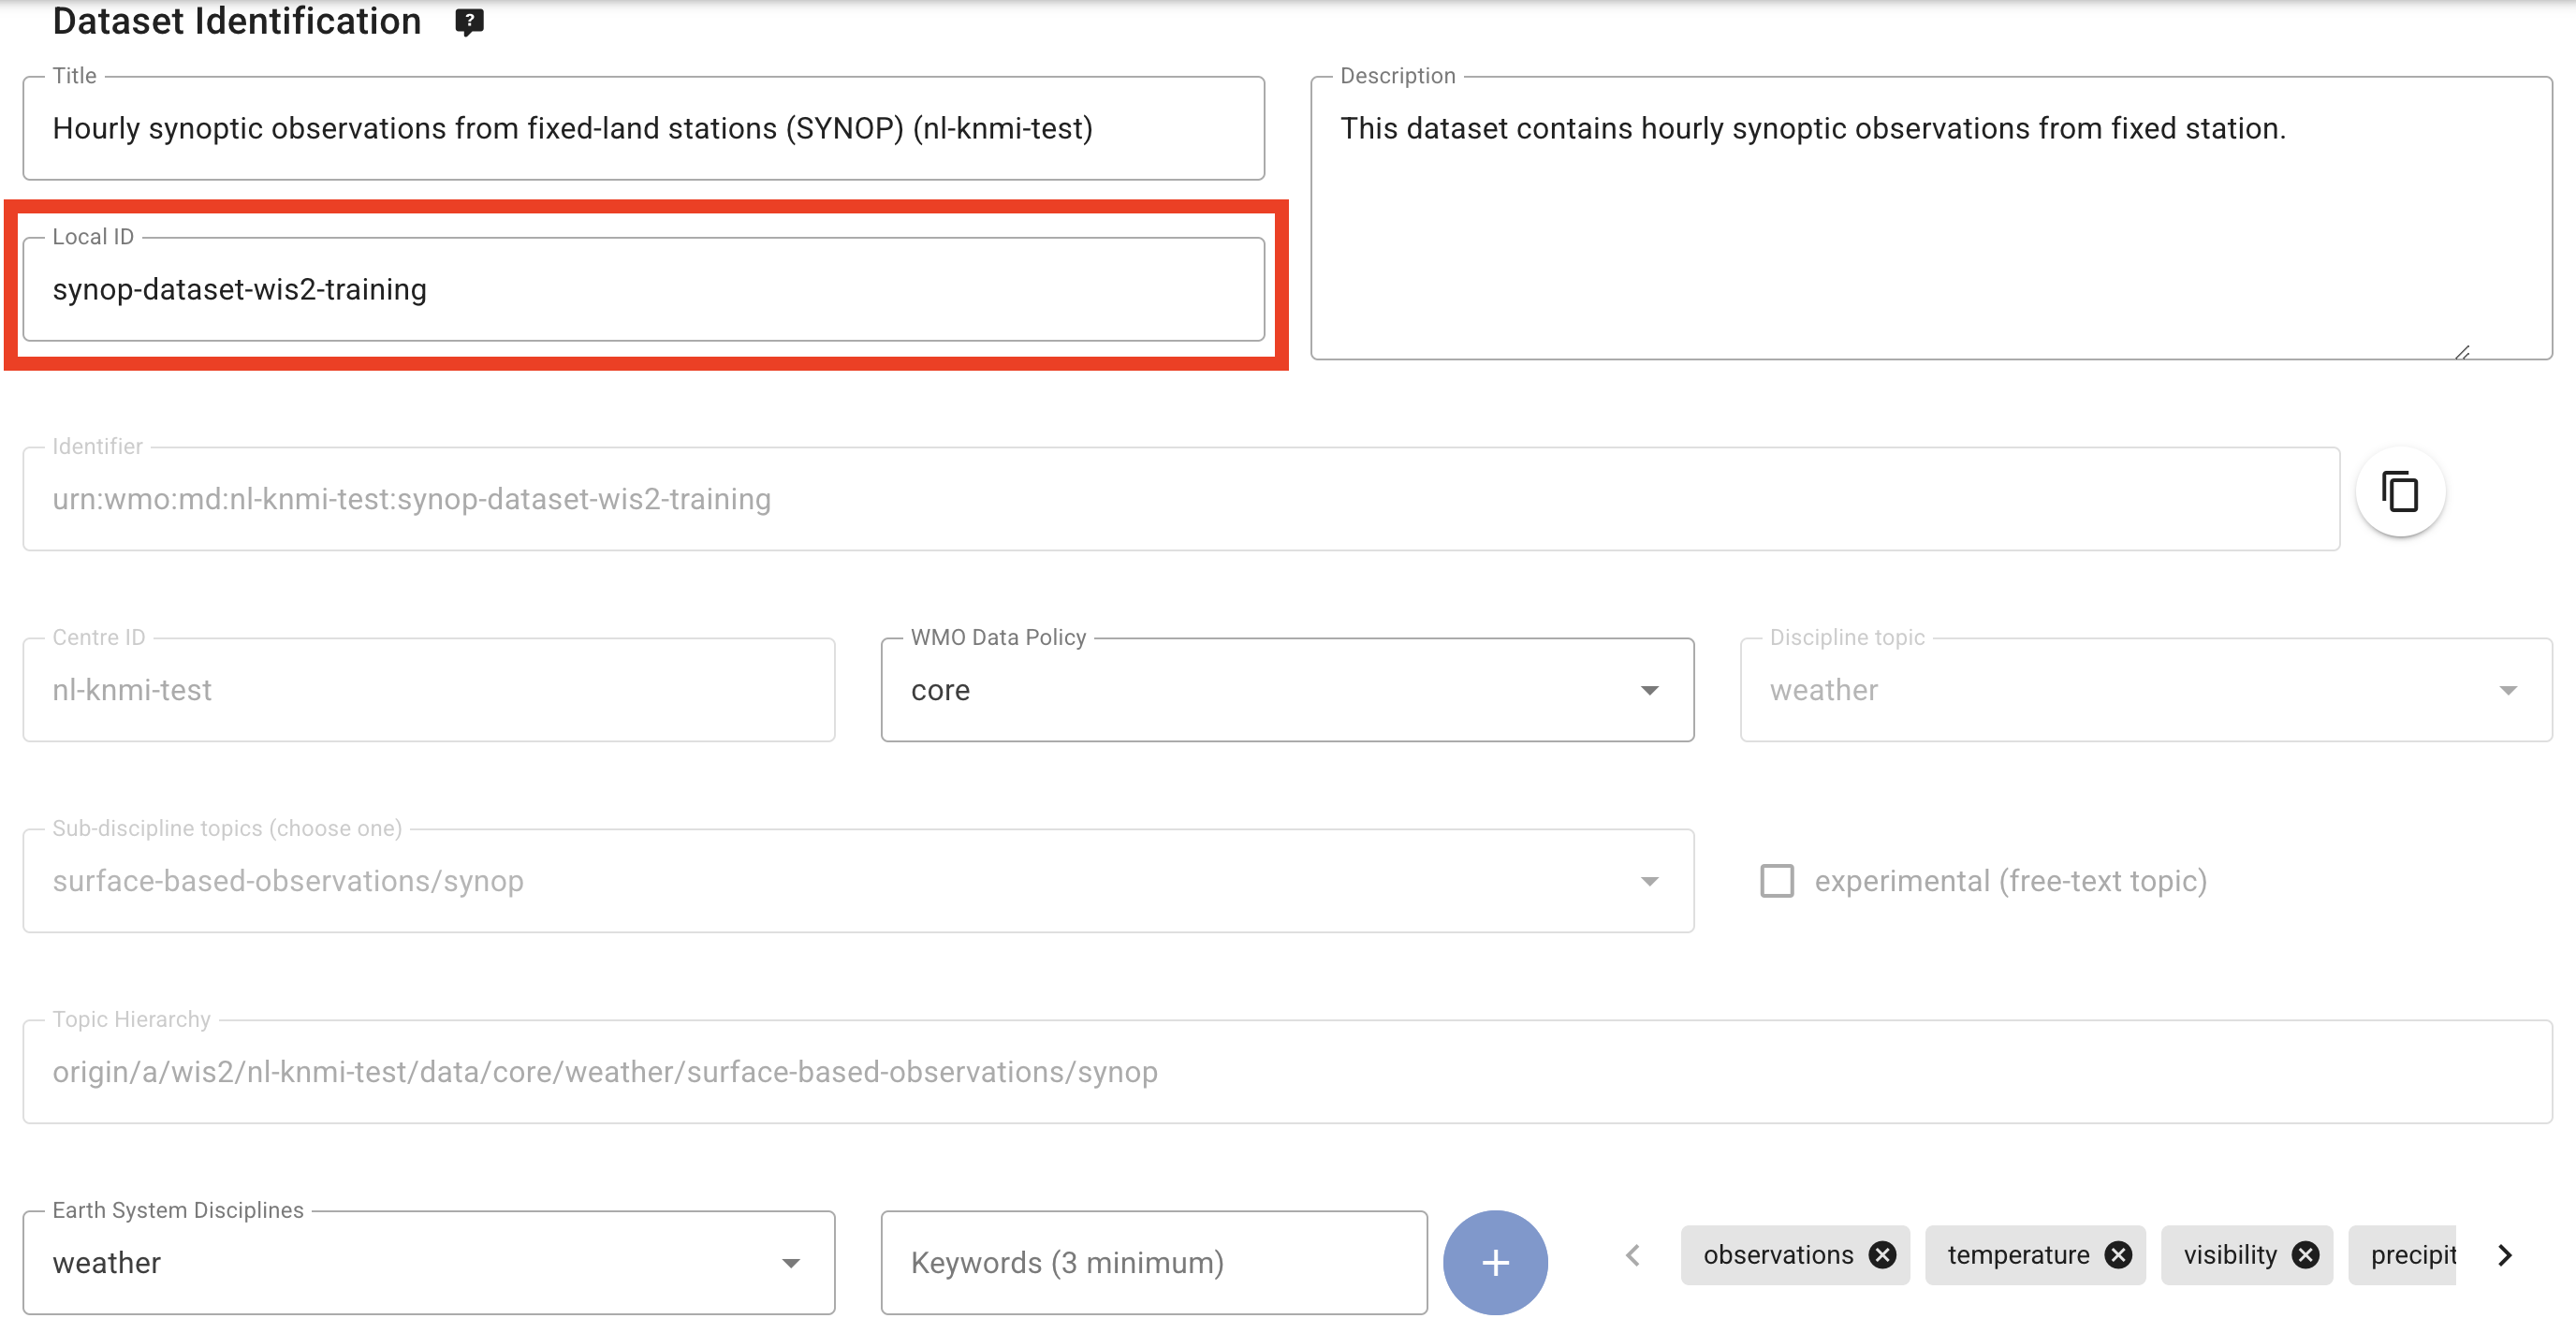 Dataset Identification
Title
Hourly synoptic observations from fixed-land stations (SYNOP) (nl-knmi-test)
Description
This dataset contains hourly synoptic observations from fixed station.
Local ID
synop-dataset-wis2-training
Identifier
urn:wmo:md:nl-knmi-test:synop-dataset-wis2-training
Centre ID
nl-knmi-test
WMO Data Policy
core
Discipline topic
weather
Sub-discipline topics (choose one)
surface-based-observations/synop
experimental (free-text topic)
Topic Hierarchy
origin/a/wis2/nl-knmi-test/data/core/weather/surface-based-observations/synop
Earth System Disciplines
weather
Keywords (3 minimum)
observations
temperature
visibility
precipit